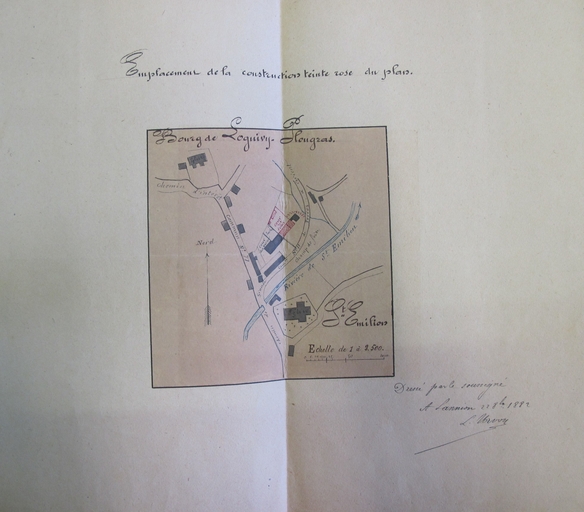 Emplacement de la construction teinte rose du plan.
Bourg de Loguivy-Plougras.
Chemin
Nord
Rivière de St Emilion
St Emilion
Echelle de 1 à 2.500.
Dressé par le soussigné
A Lannion 1882